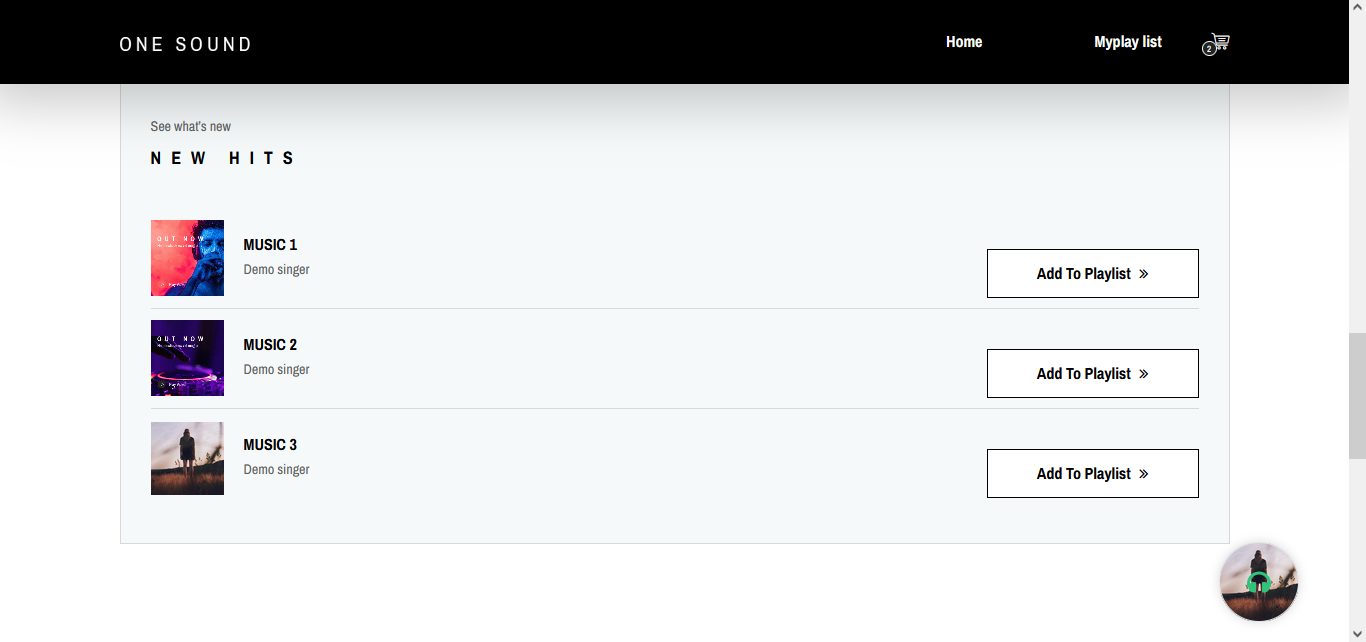 ONE SOUND
Home
Myplay list
2
See what's new
NEW HITS
OUT NOW
MUSIC 1
Demo singer
Add To Playlist »
OUT NOW
MUSIC 2
Demo singer
Add To Playlist »
MUSIC 3
Demo singer
Add To Playlist »